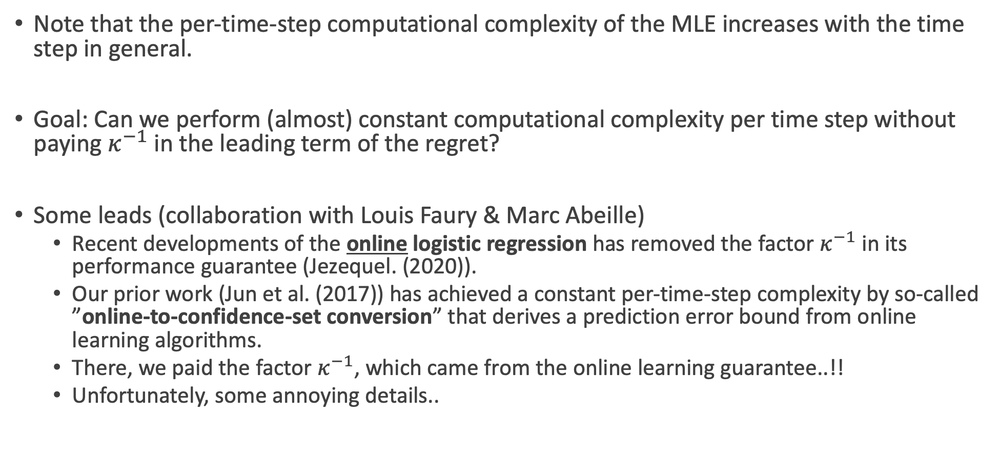 • Note that the per-time-step computational complexity of the MLE increases with the time
step in general.
• Goal: Can we perform (almost) constant computational complexity per time step without
paying κ⁻¹ in the leading term of the regret?
• Some leads (collaboration with Louis Faury & Marc Abeille)
• Recent developments of the online logistic regression has removed the factor κ⁻¹ in its
performance guarantee (Jezequel. (2020)).
• Our prior work (Jun et al. (2017)) has achieved a constant per-time-step complexity by so-called
”online-to-confidence-set conversion” that derives a prediction error bound from online
learning algorithms.
• There, we paid the factor κ⁻¹, which came from the online learning guarantee..!!
• Unfortunately, some annoying details..